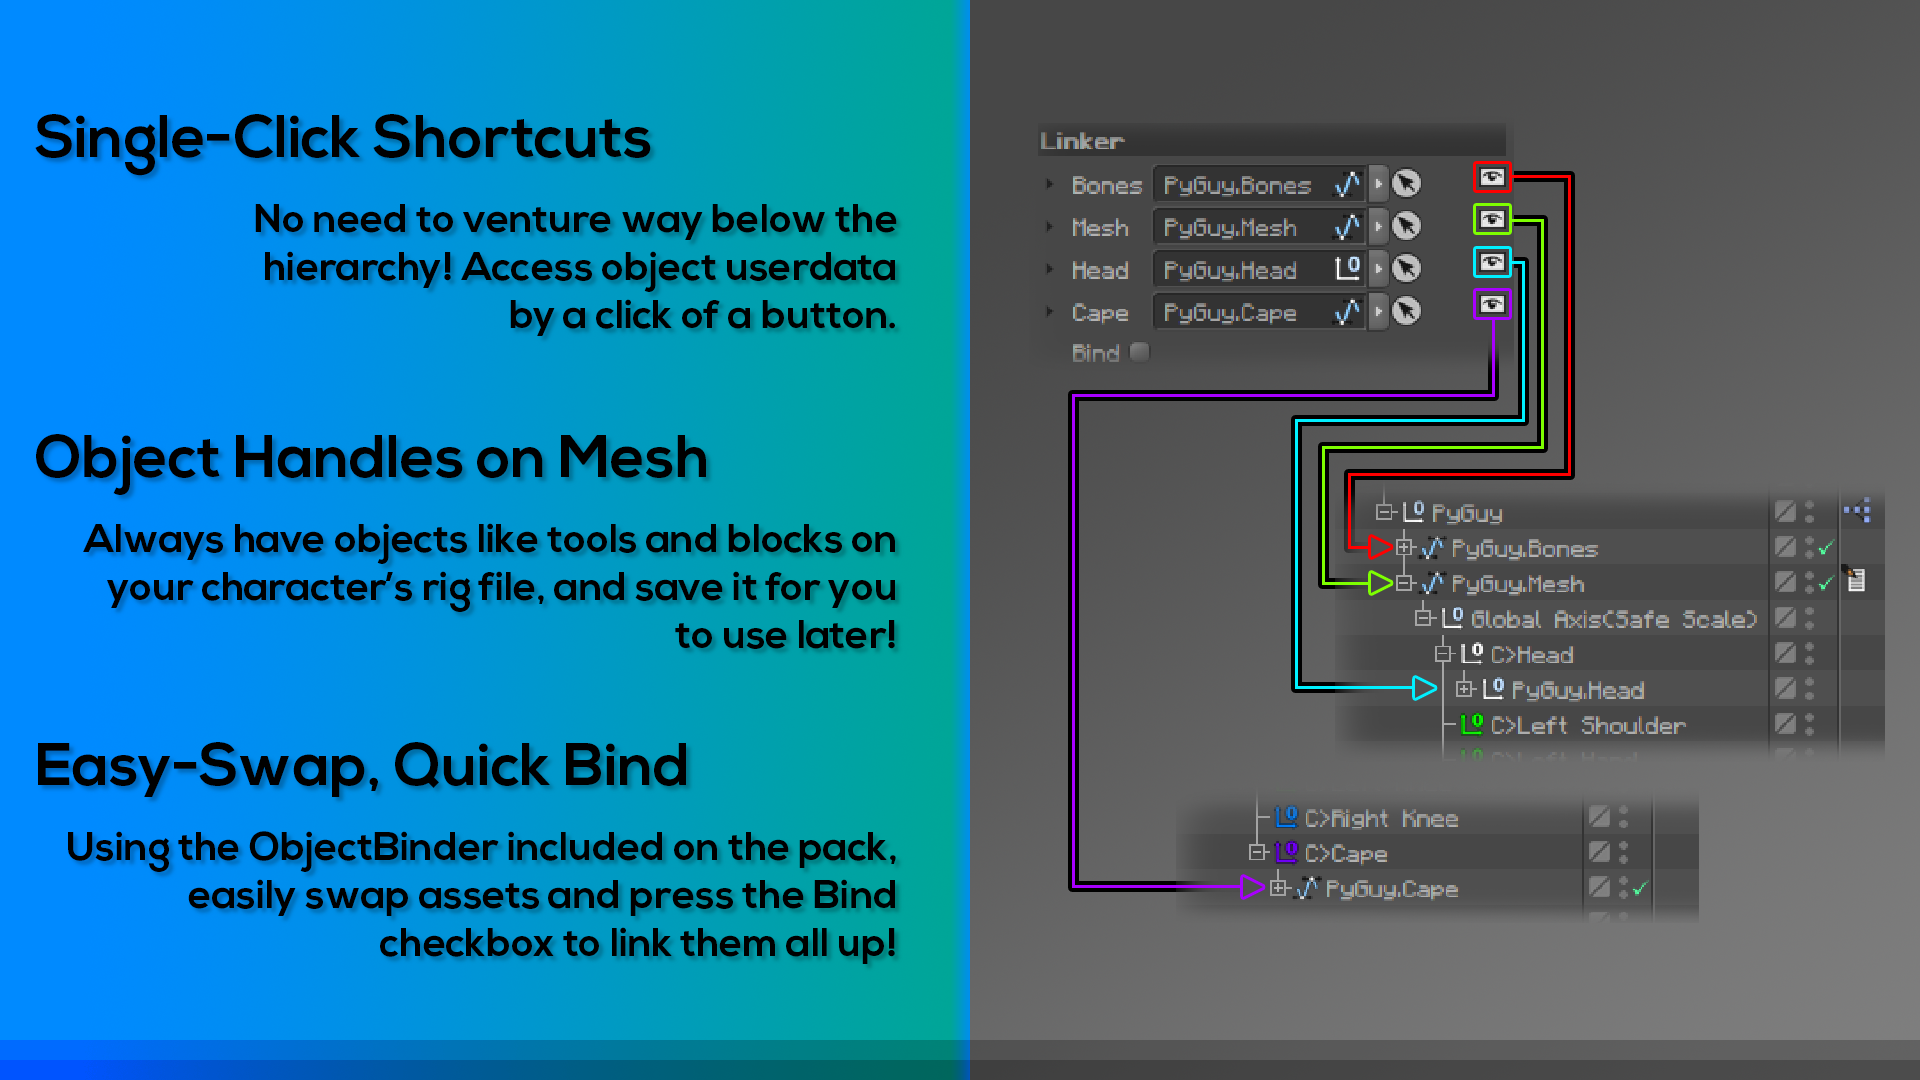 Single-Click Shortcuts
No need to venture way below the
hierarchy! Access object userdata
by a click of a button.
Object Handles on Mesh
Always have objects like tools and blocks on
your character's rig file, and save it for you
to use later!
Easy-Swap, Quick Bind
Using the ObjectBinder included on the pack,
easily swap assets and press the Bind
checkbox to link them all up!
Linker
Bones PyGuy.Bones
Mesh PyGuy.Mesh
Head PyGuy.Head
Cape PyGuy.Cape
Bind
PyGuy
PyGuy.Bones
PyGuy.Mesh
Global Axis(Safe Scale)
C>Head
PyGuy.Head
C>Left Shoulder
C>Right Knee
C>Cape
PyGuy.Cape